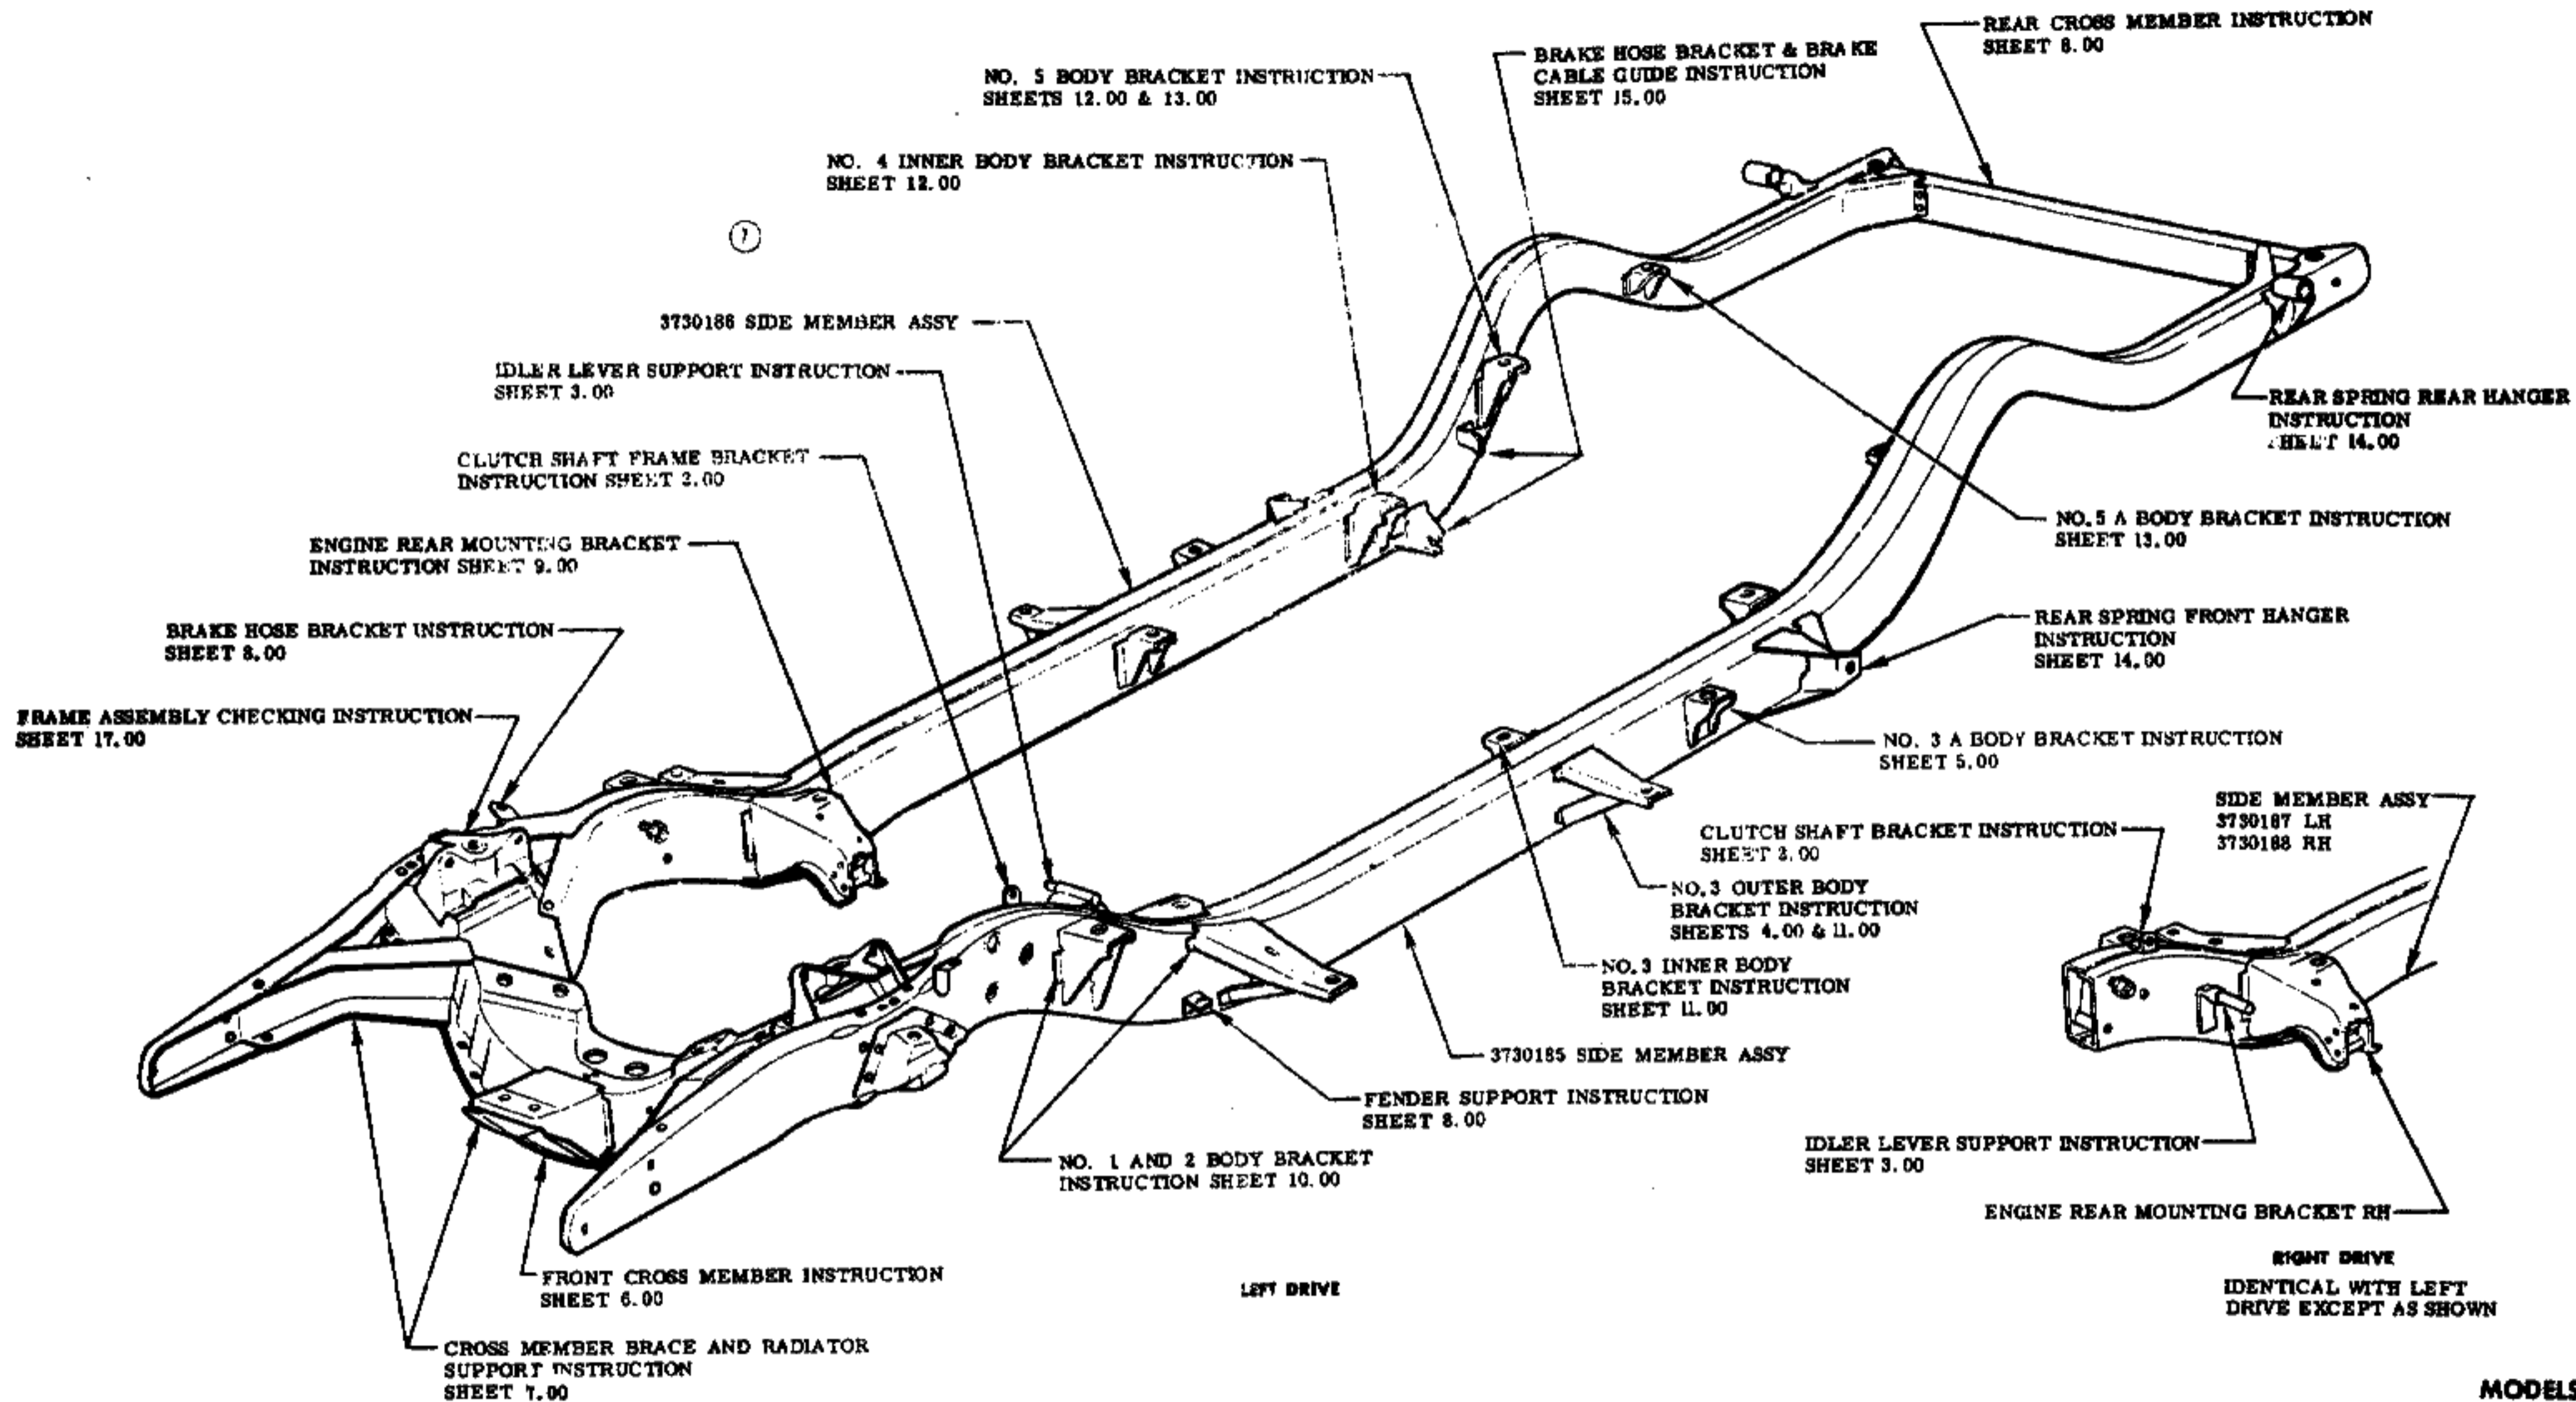 REAR CROSS MEMBER INSTRUCTION
SHEET 8.00
BRAKE HOSE BRACKET & BRAKE
CABLE GUIDE INSTRUCTION
SHEET 15.00
NO. 5 BODY BRACKET INSTRUCTION
SHEETS 12.00 & 13.00
NO. 4 INNER BODY BRACKET INSTRUCTION
SHEET 12.00
3730186 SIDE MEMBER ASSY
IDLER LEVER SUPPORT INSTRUCTION
SHEET 3.00
CLUTCH SHAFT FRAME BRACKET
INSTRUCTION SHEET 2.00
ENGINE REAR MOUNTING BRACKET
INSTRUCTION SHEET 9.00
BRAKE HOSE BRACKET INSTRUCTION
SHEET 8.00
FRAME ASSEMBLY CHECKING INSTRUCTION
SHEET 17.00
REAR SPRING REAR HANGER
INSTRUCTION
SHEET 14.00
NO. 5 A BODY BRACKET INSTRUCTION
SHEET 13.00
REAR SPRING FRONT HANGER
INSTRUCTION
SHEET 14.00
NO. 3 A BODY BRACKET INSTRUCTION
SHEET 5.00
SIDE MEMBER ASSY
3730187 LH
3730188 RH
CLUTCH SHAFT BRACKET INSTRUCTION
SHEET 2.00
NO. 3 OUTER BODY
BRACKET INSTRUCTION
SHEETS 4.00 & 11.00
NO. 3 INNER BODY
BRACKET INSTRUCTION
SHEET 11.00
3730185 SIDE MEMBER ASSY
FENDER SUPPORT INSTRUCTION
SHEET 8.00
NO. 1 AND 2 BODY BRACKET
INSTRUCTION SHEET 10.00
IDLER LEVER SUPPORT INSTRUCTION
SHEET 3.00
ENGINE REAR MOUNTING BRACKET RH
RIGHT DRIVE
IDENTICAL WITH LEFT
DRIVE EXCEPT AS SHOWN
LEFT DRIVE
FRONT CROSS MEMBER INSTRUCTION
SHEET 6.00
CROSS MEMBER BRACE AND RADIATOR
SUPPORT INSTRUCTION
SHEET 7.00
MODELS